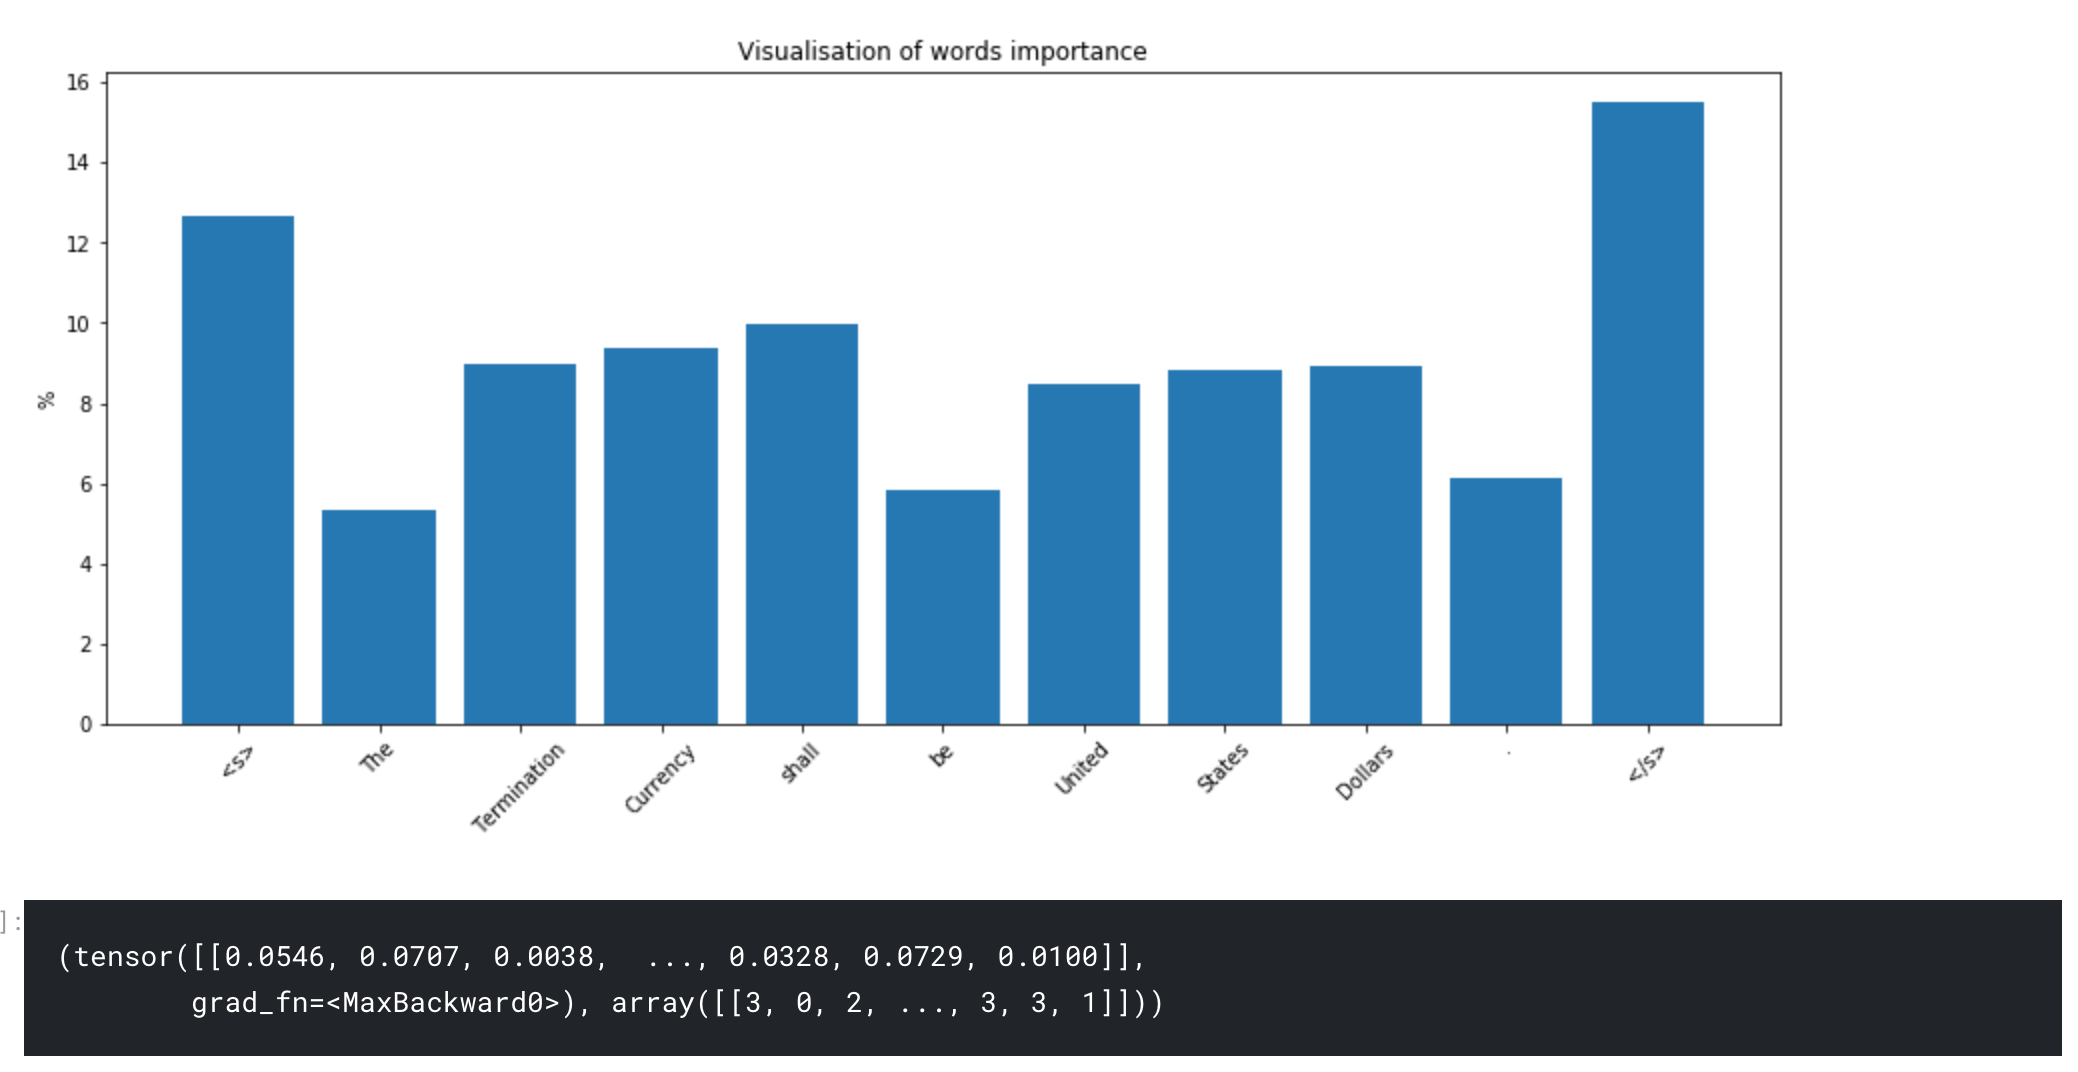 Visualisation of words importance
16
14
12
10
8
6
4
2
0
%
<s> The Termination Currency shall be United States Dollars . </s>
]:
(tensor([[0.0546, 0.0707, 0.0038,  ..., 0.0328, 0.0729, 0.0100]],
grad_fn=<MaxBackward0>), array([[3, 0, 2, ..., 3, 3, 1]]))